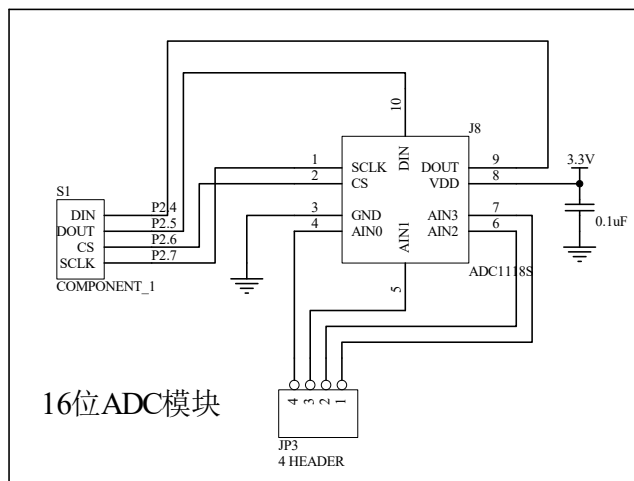 10
J8
S1
1
SCLK
DIN
DOUT
9
3.3V
2
CS
VDD
8
DIN
P2.4
DOUT
P2.5
3
GND
AIN3
7
CS
P2.6
4
AIN0
AIN1
AIN2
6
0.1uF
SCLK
P2.7
COMPONENT_1
ADC1118S
5
16位ADC模块
4
3
2
1
JP3
4 HEADER